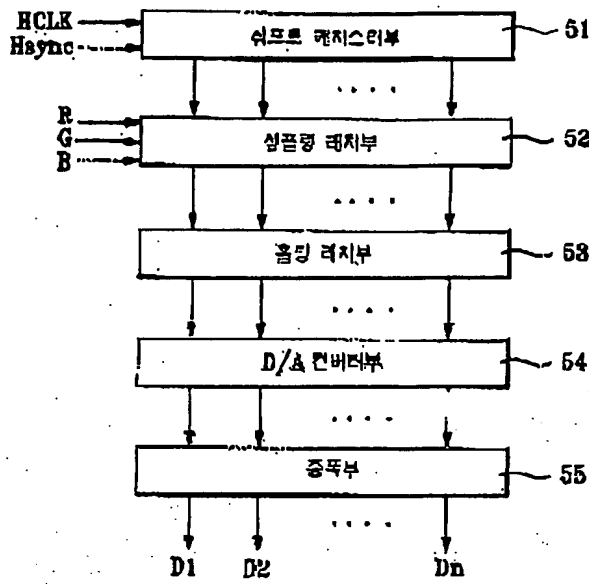 HCLK
Hsync
쉬프트 레지스터부
51
R
G
B
샘플링 래치부
52
홀딩 래치부
53
D/A 컨버터부
54
증폭부
55
D1
D2
Dn